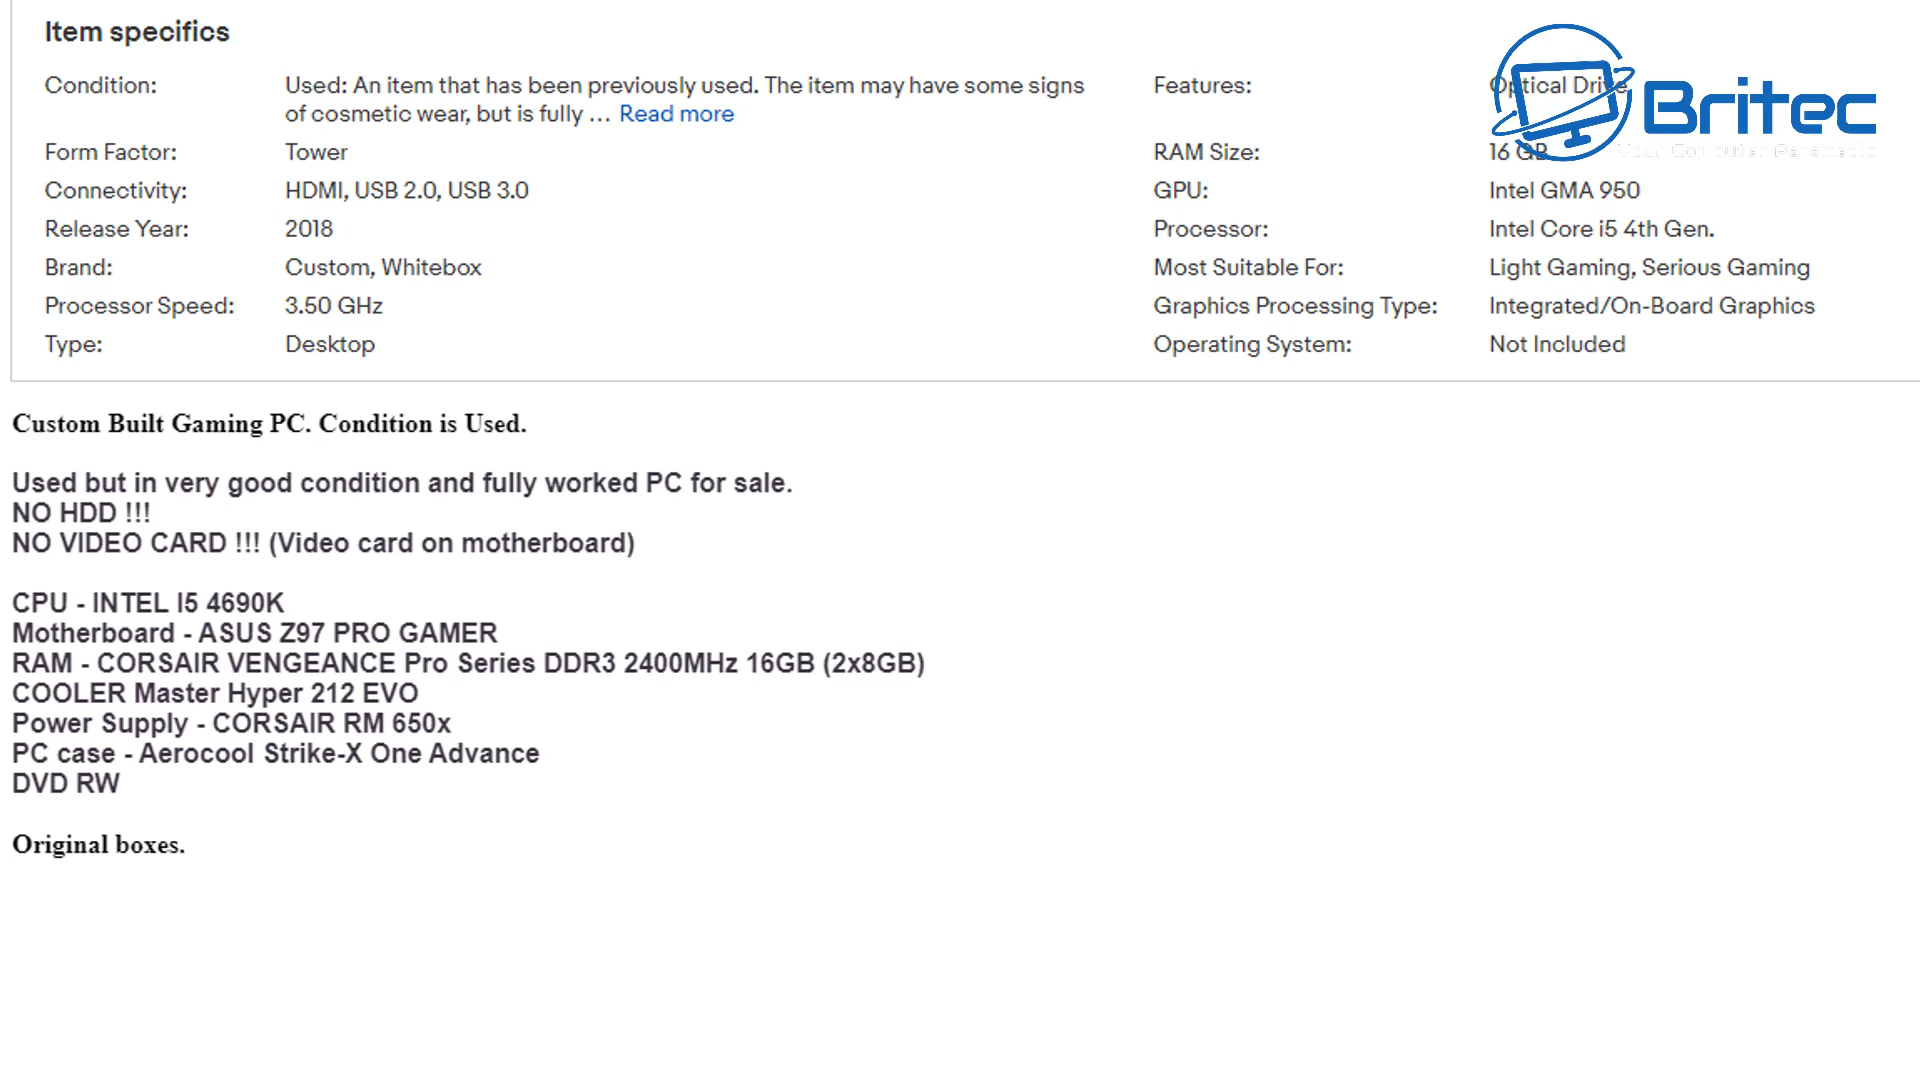 Item specifics
Condition: Used: An item that has been previously used. The item may have some signs
of cosmetic wear, but is fully ... Read more
Form Factor: Tower
Connectivity: HDMI, USB 2.0, USB 3.0
Release Year: 2018
Brand: Custom, Whitebox
Processor Speed: 3.50 GHz
Type: Desktop
Features: Optical Drive
RAM Size: 16 GB
GPU: Intel GMA 950
Processor: Intel Core i5 4th Gen.
Most Suitable For: Light Gaming, Serious Gaming
Graphics Processing Type: Integrated/On-Board Graphics
Operating System: Not Included
Britec
Your Computer Paramedic
Custom Built Gaming PC. Condition is Used.
Used but in very good condition and fully worked PC for sale.
NO HDD !!!
NO VIDEO CARD !!! (Video card on motherboard)
CPU - INTEL I5 4690K
Motherboard - ASUS Z97 PRO GAMER
RAM - CORSAIR VENGEANCE Pro Series DDR3 2400MHz 16GB (2x8GB)
COOLER Master Hyper 212 EVO
Power Supply - CORSAIR RM 650x
PC case - Aerocool Strike-X One Advance
DVD RW
Original boxes.